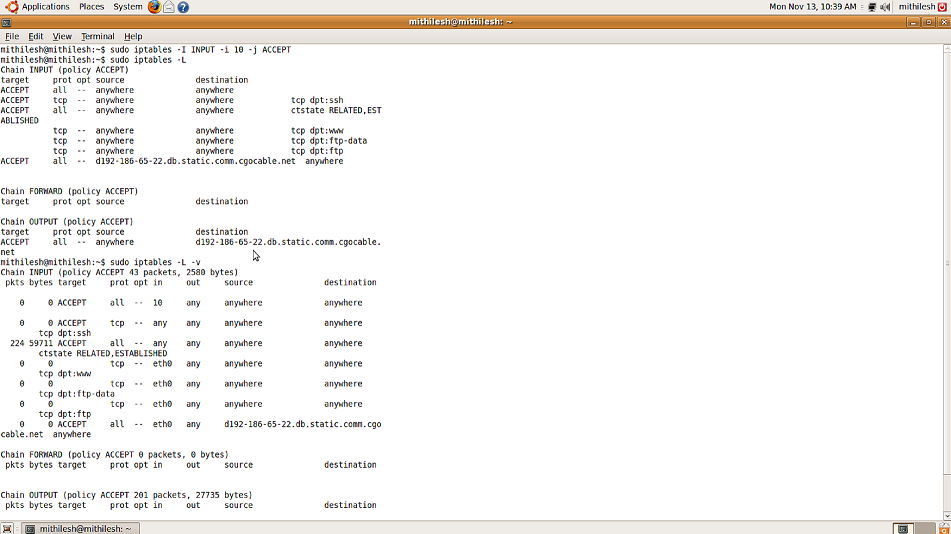 Applications Places System Mon Nov 13, 10:39 AM mithilesh
mithilesh@mithilesh: ~
File Edit View Terminal Help
mithilesh@mithilesh:~$ sudo iptables -I INPUT -i 10 -j ACCEPT
mithilesh@mithilesh:~$ sudo iptables -L
Chain INPUT (policy ACCEPT)
target prot opt source destination
ACCEPT all -- anywhere anywhere
ACCEPT tcp -- anywhere anywhere tcp dpt:ssh
ACCEPT all -- anywhere anywhere ctstate RELATED,EST
ABLISHED
tcp -- anywhere anywhere tcp dpt:www
tcp -- anywhere anywhere tcp dpt:ftp-data
tcp -- anywhere anywhere tcp dpt:ftp
ACCEPT all -- d192-186-65-22.db.static.comm.cgocable.net anywhere
Chain FORWARD (policy ACCEPT)
target prot opt source destination
Chain OUTPUT (policy ACCEPT)
target prot opt source destination
ACCEPT all -- anywhere d192-186-65-22.db.static.comm.cgocable.
net
mithilesh@mithilesh:~$ sudo iptables -L -v
Chain INPUT (policy ACCEPT 43 packets, 2580 bytes)
pkts bytes target prot opt in out source destination
0 0 ACCEPT all -- 10 any anywhere anywhere
0 0 ACCEPT tcp -- any any anywhere anywhere
tcp dpt:ssh
224 59711 ACCEPT all -- any any anywhere anywhere
ctstate RELATED,ESTABLISHED
0 0 tcp -- eth0 any anywhere anywhere
tcp dpt:www
0 0 tcp -- eth0 any anywhere anywhere
tcp dpt:ftp-data
0 0 tcp -- eth0 any anywhere anywhere
tcp dpt:ftp
0 0 ACCEPT all -- eth0 any d192-186-65-22.db.static.comm.cgo
cable.net anywhere
Chain FORWARD (policy ACCEPT 0 packets, 0 bytes)
pkts bytes target prot opt in out source destination
Chain OUTPUT (policy ACCEPT 201 packets, 27735 bytes)
pkts bytes target prot opt in out source destination
mithilesh@mithilesh: ~